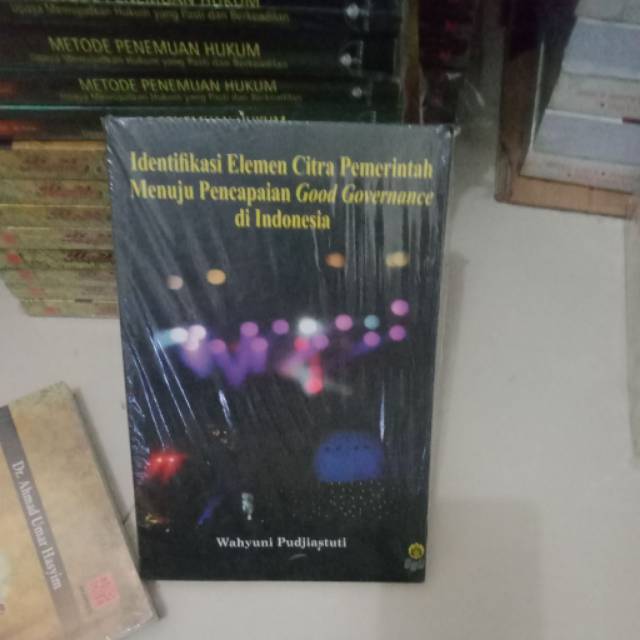 METODE PENEMUAN HUKUM
METODE PENEMUAN HUKUM
Identifikasi Elemen Citra Pemerintah
Menuju Pencapaian Good Governance
di Indonesia
Wahyuni Pudjiastuti
Dr. Ahmad Umar Hasyim